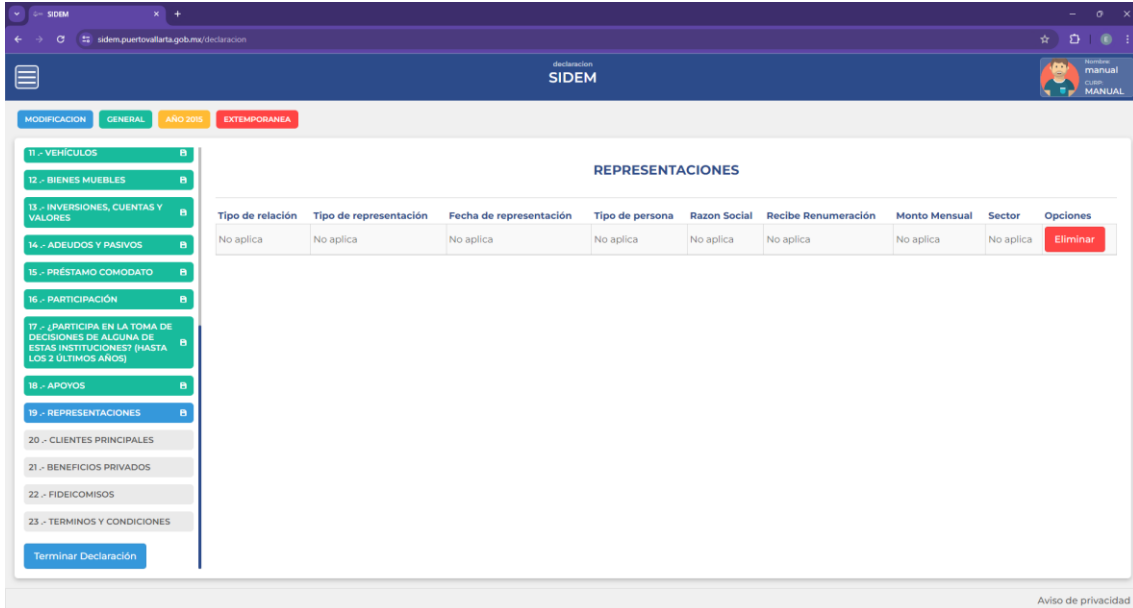 SIDEM
sidem.puertovallarta.gob.mx/declaracion
declaracion
SIDEM
Nombre:
manual
CURP:
MANUAL
MODIFICACION GENERAL AÑO 2015 EXTEMPORANEA
11 .- VEHÍCULOS
12 .- BIENES MUEBLES
13 .- INVERSIONES, CUENTAS Y
VALORES
14 .- ADEUDOS Y PASIVOS
15 .- PRÉSTAMO COMODATO
16 .- PARTICIPACIÓN
17 .- ¿PARTICIPA EN LA TOMA DE
DECISIONES DE ALGUNA DE
ESTAS INSTITUCIONES? (HASTA
LOS 2 ÚLTIMOS AÑOS)
18 .- APOYOS
19 .- REPRESENTACIONES
20 .- CLIENTES PRINCIPALES
21 .- BENEFICIOS PRIVADOS
22 .- FIDEICOMISOS
23 .- TERMINOS Y CONDICIONES
Terminar Declaración
REPRESENTACIONES
Tipo de relación Tipo de representación Fecha de representación Tipo de persona Razon Social Recibe Renumeración Monto Mensual Sector Opciones
No aplica No aplica No aplica No aplica No aplica No aplica No aplica No aplica Eliminar
Aviso de privacidad